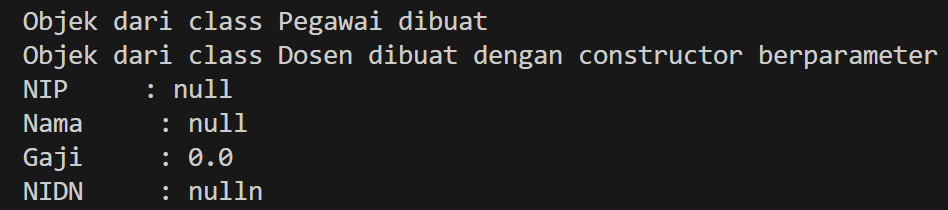 Objek dari class Pegawai dibuat
Objek dari class Dosen dibuat dengan constructor berparameter
NIP     : null
Nama     : null
Gaji     : 0.0
NIDN     : nulln